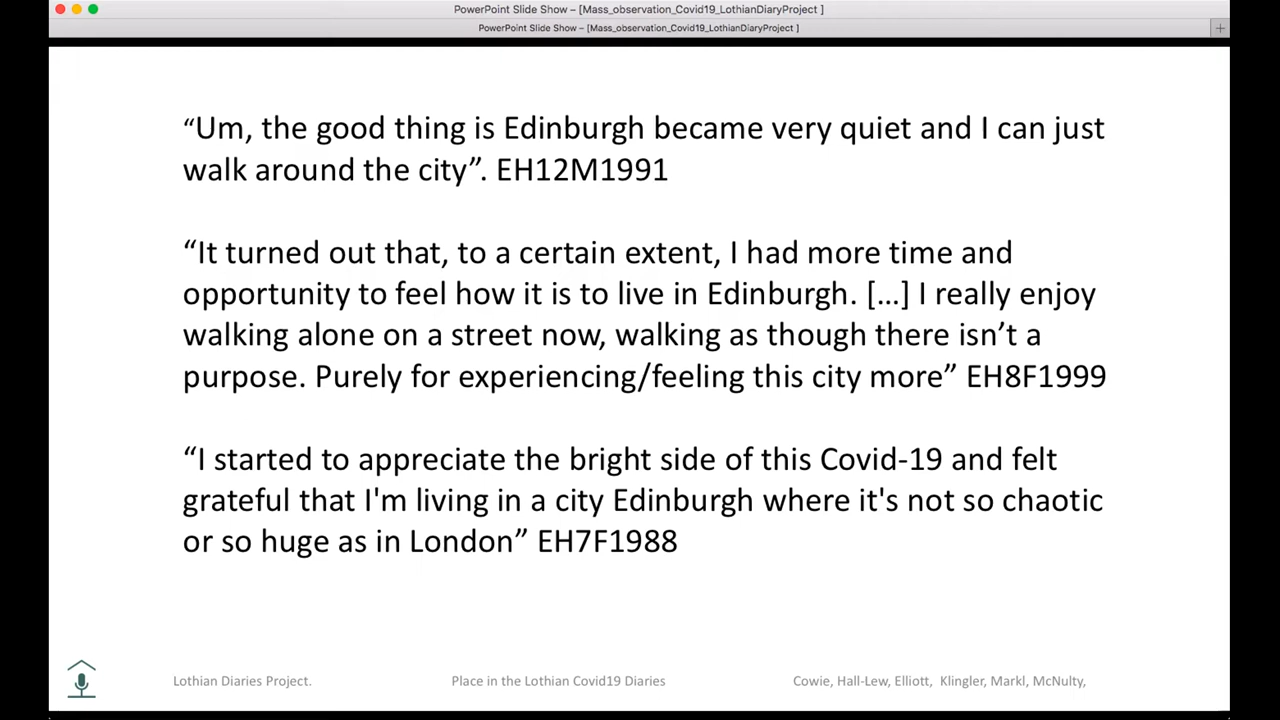 PowerPoint Slide Show – [Mass_observation_Covid19_LothianDiaryProject ]
PowerPoint Slide Show – [Mass_observation_Covid19_LothianDiaryProject ]
“Um, the good thing is Edinburgh became very quiet and I can just
walk around the city”. EH12M1991
“It turned out that, to a certain extent, I had more time and
opportunity to feel how it is to live in Edinburgh. […] I really enjoy
walking alone on a street now, walking as though there isn’t a
purpose. Purely for experiencing/feeling this city more” EH8F1999
“I started to appreciate the bright side of this Covid-19 and felt
grateful that I'm living in a city Edinburgh where it's not so chaotic
or so huge as in London” EH7F1988
Lothian Diaries Project. Place in the Lothian Covid19 Diaries Cowie, Hall-Lew, Elliott, Klingler, Markl, McNulty,